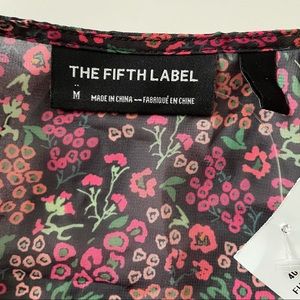 THE FIFTH LABEL
M
MADE IN CHINA — FABRIQUÉ EN CHINE